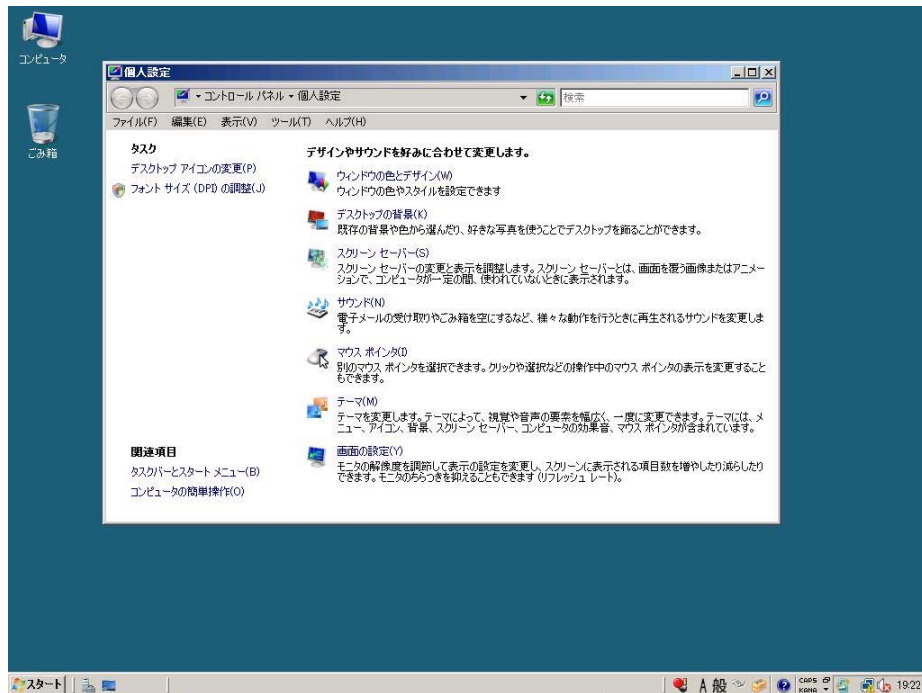 コンピュータ
ごみ箱
個人設定
コントロール パネル
個人設定
検索
ファイル(F) 編集(E) 表示(V) ツール(T) ヘルプ(H)
タスク
デスクトップ アイコンの変更(P)
フォント サイズ (DPI) の調整(J)
デザインやサウンドを好みに合わせて変更します。
ウィンドウの色とデザイン(W)
ウィンドウの色やスタイルを設定できます
デスクトップの背景(K)
既存の背景や色から選んだり、好きな写真を使うことでデスクトップを飾ることができます。
スクリーン セーバー(S)
スクリーン セーバーの変更と表示を調整します。スクリーン セーバーとは、画面を覆う画像またはアニメー
ションで、コンピュータが一定の間、使われていないときに表示されます。
サウンド(N)
電子メールの受け取りやごみ箱を空にするなど、様々な動作を行うときに再生されるサウンドを変更しま
す。
マウス ポインタ(I)
別のマウス ポインタを選択できます。クリックや選択などの操作中のマウス ポインタの表示を変更すること
もできます。
テーマ(M)
テーマを変更します。テーマによって、視覚や音声の要素を幅広く、一度に変更できます。テーマには、メ
ニュー、アイコン、背景、スクリーン セーバー、コンピュータの効果音、マウス ポインタが含まれています。
画面の設定(Y)
モニタの解像度を調節して表示の設定を変更し、スクリーンに表示される項目数を増やしたり減らしたり
できます。モニタのちらつきを抑えることもできます (リフレッシュ レート)。
関連項目
タスクバーとスタート メニュー(B)
コンピュータの簡単操作(O)
スタート
A 般
CAPS
KANA
19:22